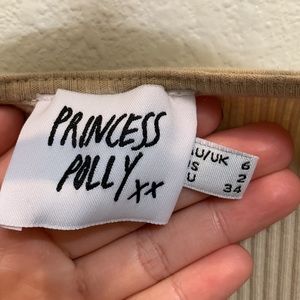 PRINCESS
POLLY xx
U/UK 6
S 2
U 34